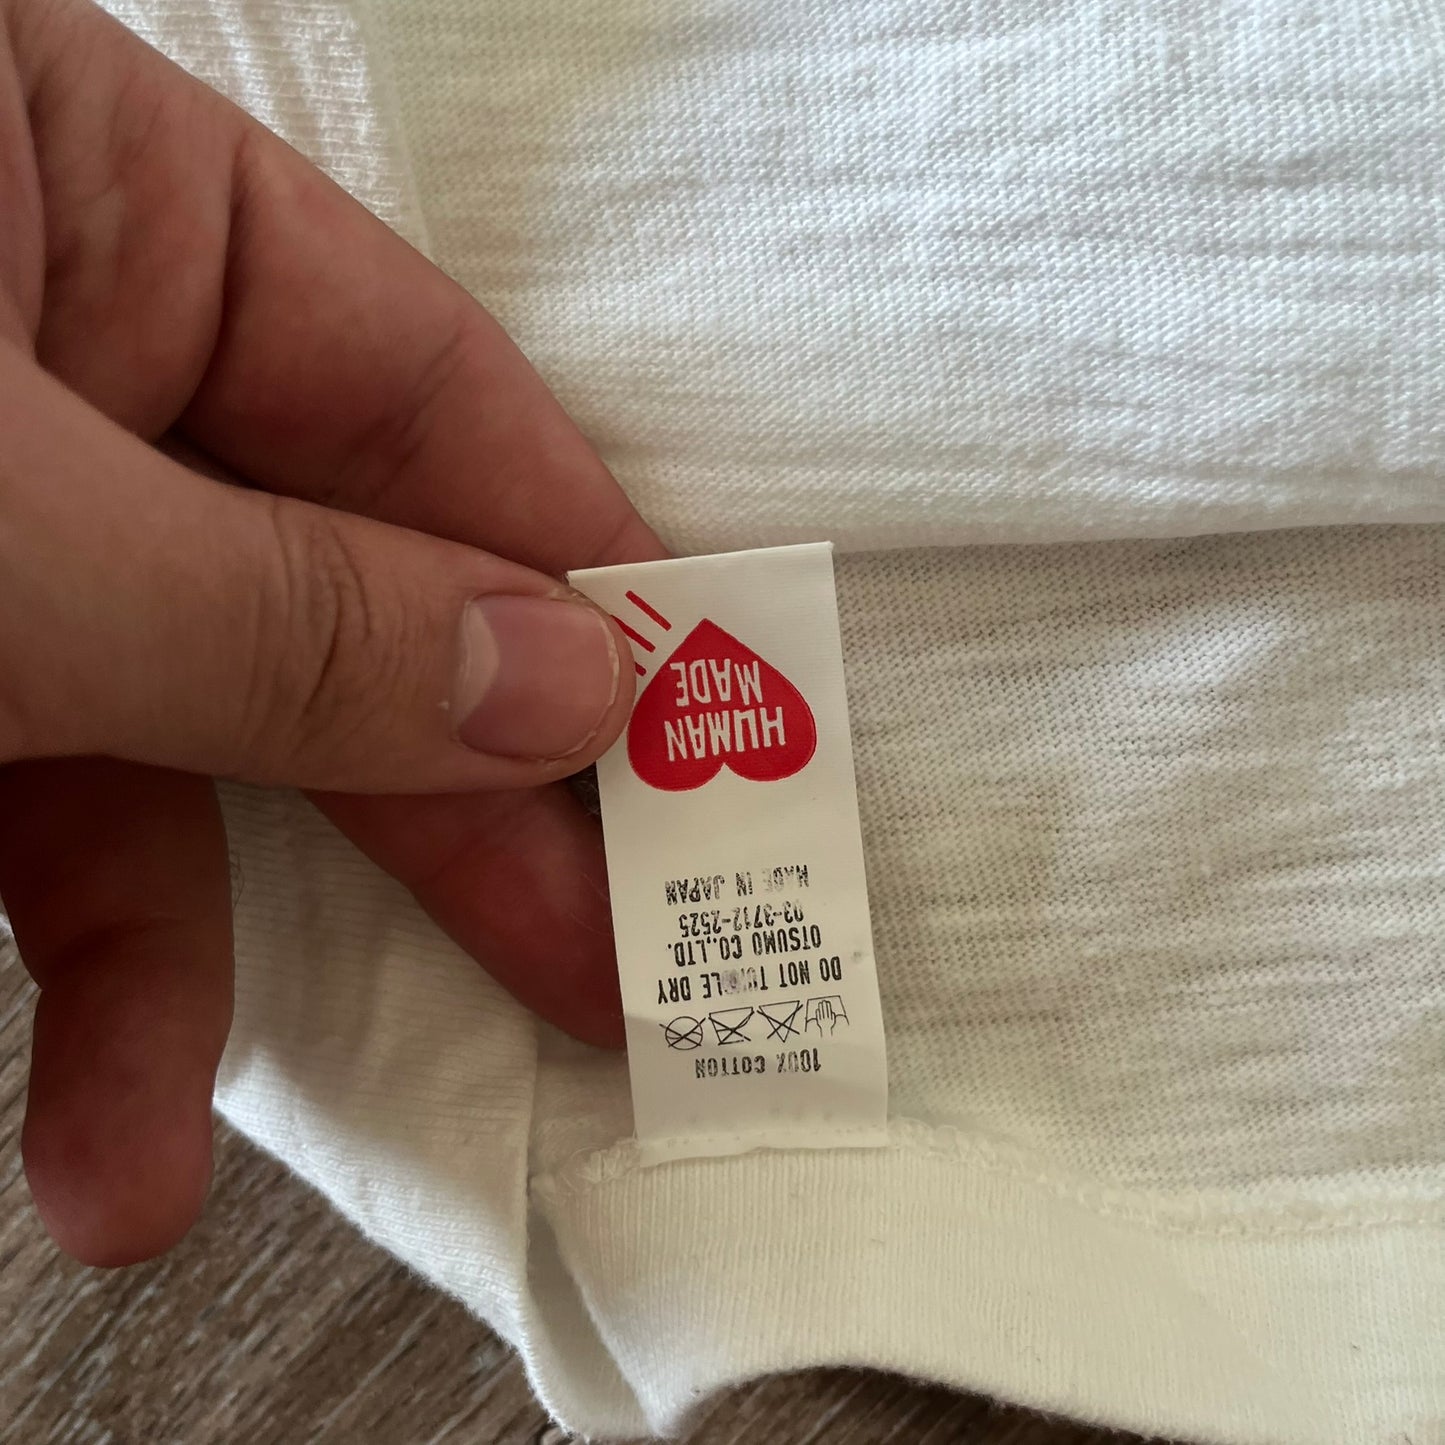 100% COTTON
DO NOT TUMBLE DRY
OTSUMO CO.,LTD.
03-3712-2525
MADE IN JAPAN
HUMAN
MADE